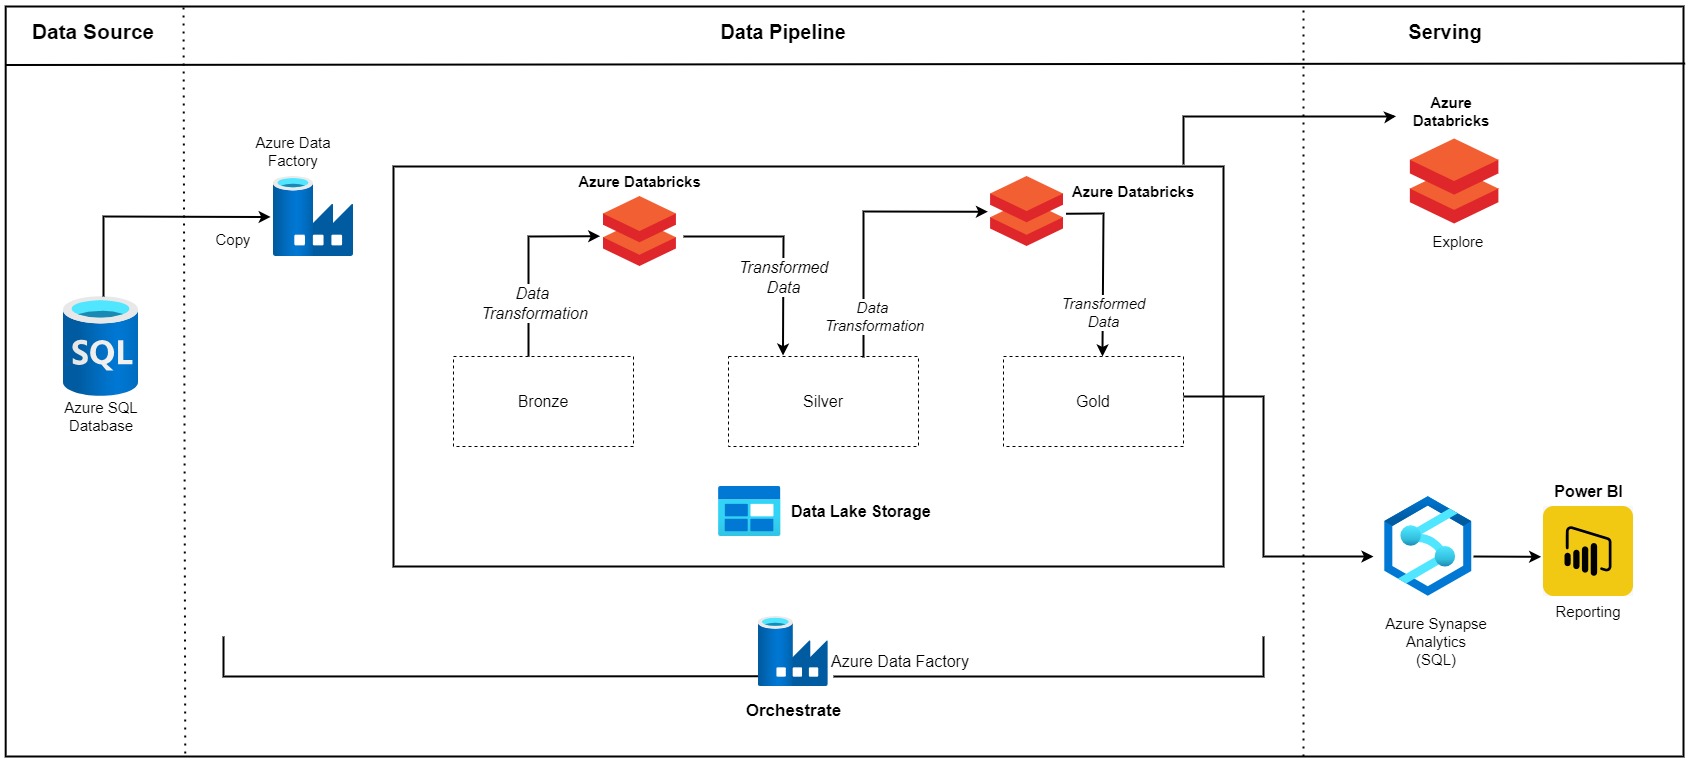 Data Source
Data Pipeline
Serving
Azure Data
Factory
Copy
SQL
Azure SQL
Database
Azure Databricks
Data
Transformation
Transformed
Data
Data
Transformation
Azure Databricks
Transformed
Data
Bronze
Silver
Gold
Data Lake Storage
Azure Data Factory
Orchestrate
Azure
Databricks
Explore
Azure Synapse
Analytics
(SQL)
Power BI
Reporting